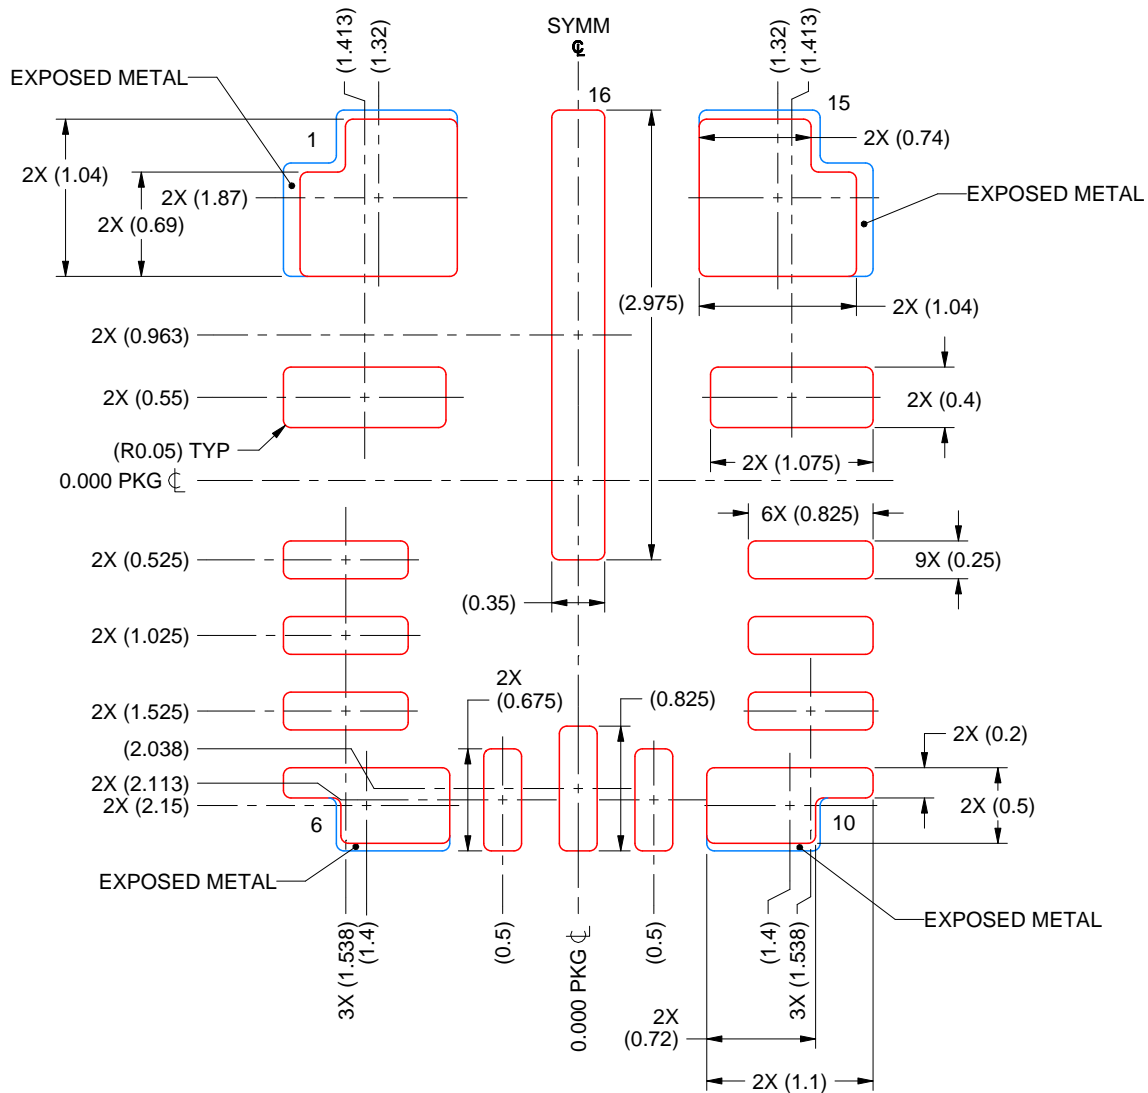 SYMM
℄
(1.413)
(1.32)
(1.32)
(1.413)
EXPOSED METAL
16
15
1
2X (0.74)
2X (1.04)
2X (1.87)
EXPOSED METAL
2X (0.69)
(2.975)
2X (1.04)
2X (0.963)
2X (0.55)
2X (0.4)
(R0.05) TYP
2X (1.075)
0.000 PKG ℄
6X (0.825)
2X (0.525)
9X (0.25)
(0.35)
2X (1.025)
2X
(0.675)
(0.825)
2X (1.525)
2X (0.2)
(2.038)
2X (2.113)
2X (2.15)
2X (0.5)
6
10
EXPOSED METAL
EXPOSED METAL
3X (1.538)
(1.4)
(0.5)
0.000 PKG ℄
(0.5)
(1.4)
3X (1.538)
2X
(0.72)
2X (1.1)